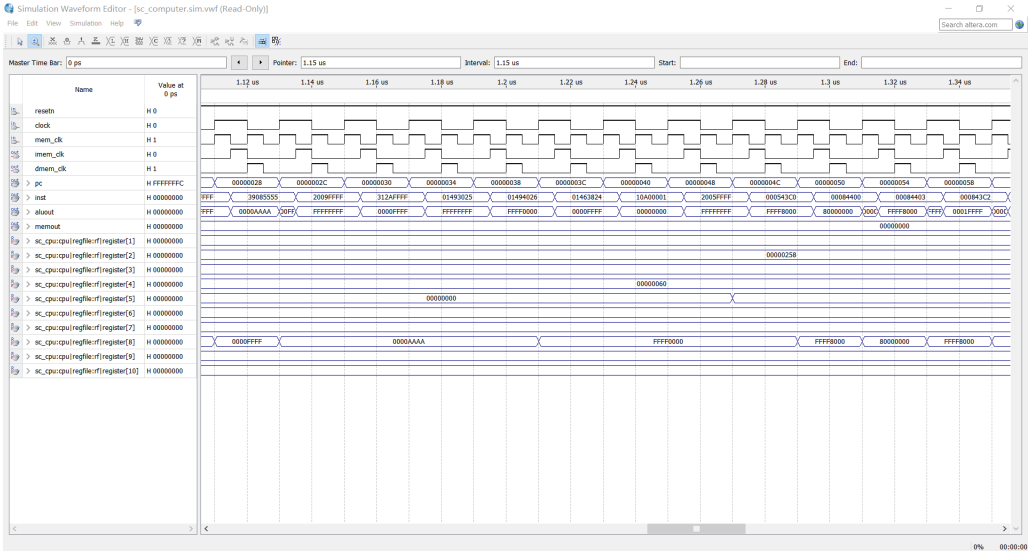 Simulation Waveform Editor - [sc_computer.sim.vwf (Read-Only)]
File Edit View Simulation Help
Search altera.com
Master Time Bar: 0 ps Pointer: 1.15 us Interval: 1.15 us Start: End:
Name Value at 0 ps 1.12 us 1.14 us 1.16 us 1.18 us 1.2 us 1.22 us 1.24 us 1.26 us 1.28 us 1.3 us 1.32 us 1.34 us
resetn H 0
clock H 0
mem_clk H 1
imem_clk H 0
dmem_clk H 1
> pc H FFFFFFFC 00000028 0000002C 00000030 00000034 00000038 0000003C 00000040 00000048 0000004C 00000050 00000054 00000058
> inst H 00000000 FFF 39085555 2009FFFF 312AFFFF 01493025 01494026 01463824 10A00001 2005FFFF 000543C0 00084400 00084403 000843C2
> aluout H 00000000 FFF 0000AAAA FFFFFFFF 0000FFFF FFFFFFFF FFFF0000 0000FFFF 00000000 FFFFFFFF FFFF8000 80000000 FFFF8000 0001FFFF
> memout H 00000000 00000000
> sc_cpu:cpu|regfile:rf|register[1] H 00000000
> sc_cpu:cpu|regfile:rf|register[2] H 00000000 00000258
> sc_cpu:cpu|regfile:rf|register[3] H 00000000
> sc_cpu:cpu|regfile:rf|register[4] H 00000000 00000060
> sc_cpu:cpu|regfile:rf|register[5] H 00000000 00000000
> sc_cpu:cpu|regfile:rf|register[6] H 00000000
> sc_cpu:cpu|regfile:rf|register[7] H 00000000
> sc_cpu:cpu|regfile:rf|register[8] H 00000000 0000FFFF 0000AAAA FFFF0000 FFFF8000 80000000 FFFF8000
> sc_cpu:cpu|regfile:rf|register[9] H 00000000
> sc_cpu:cpu|regfile:rf|register[10] H 00000000
0% 00:00:00